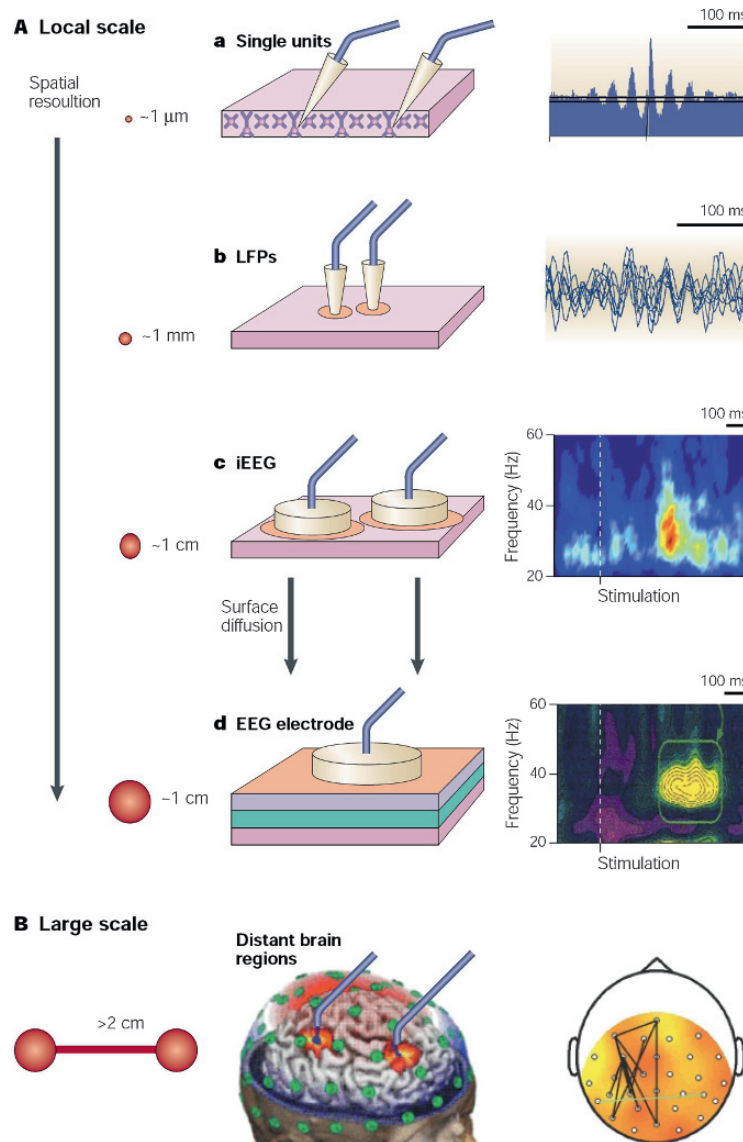 A Local scale
a Single units
100 ms
Spatial
resoultion
~1 μm
b LFPs
100 ms
~1 mm
c iEEG
100 ms
60
40
20
Frequency (Hz)
Stimulation
~1 cm
Surface
diffusion
d EEG electrode
100 ms
60
40
20
Frequency (Hz)
Stimulation
~1 cm
B Large scale
Distant brain
regions
>2 cm